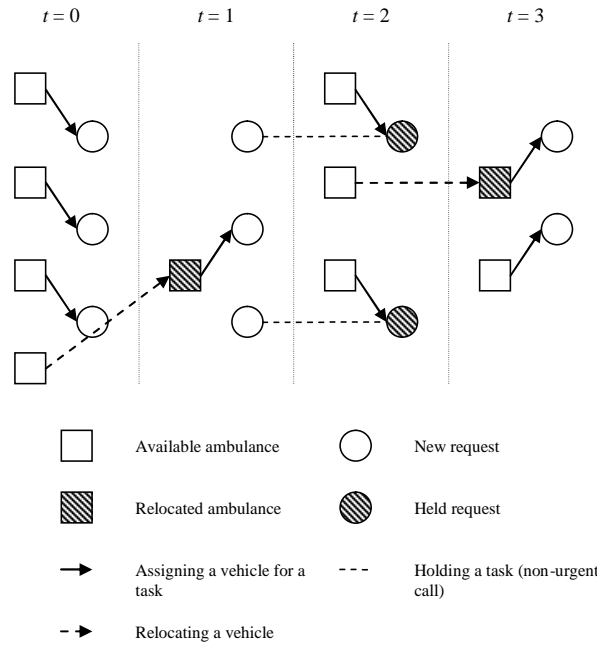 t = 0 t = 1 t = 2 t = 3
Available ambulance
New request
Relocated ambulance
Held request
Assigning a vehicle for a
task
Holding a task (non-urgent
call)
Relocating a vehicle